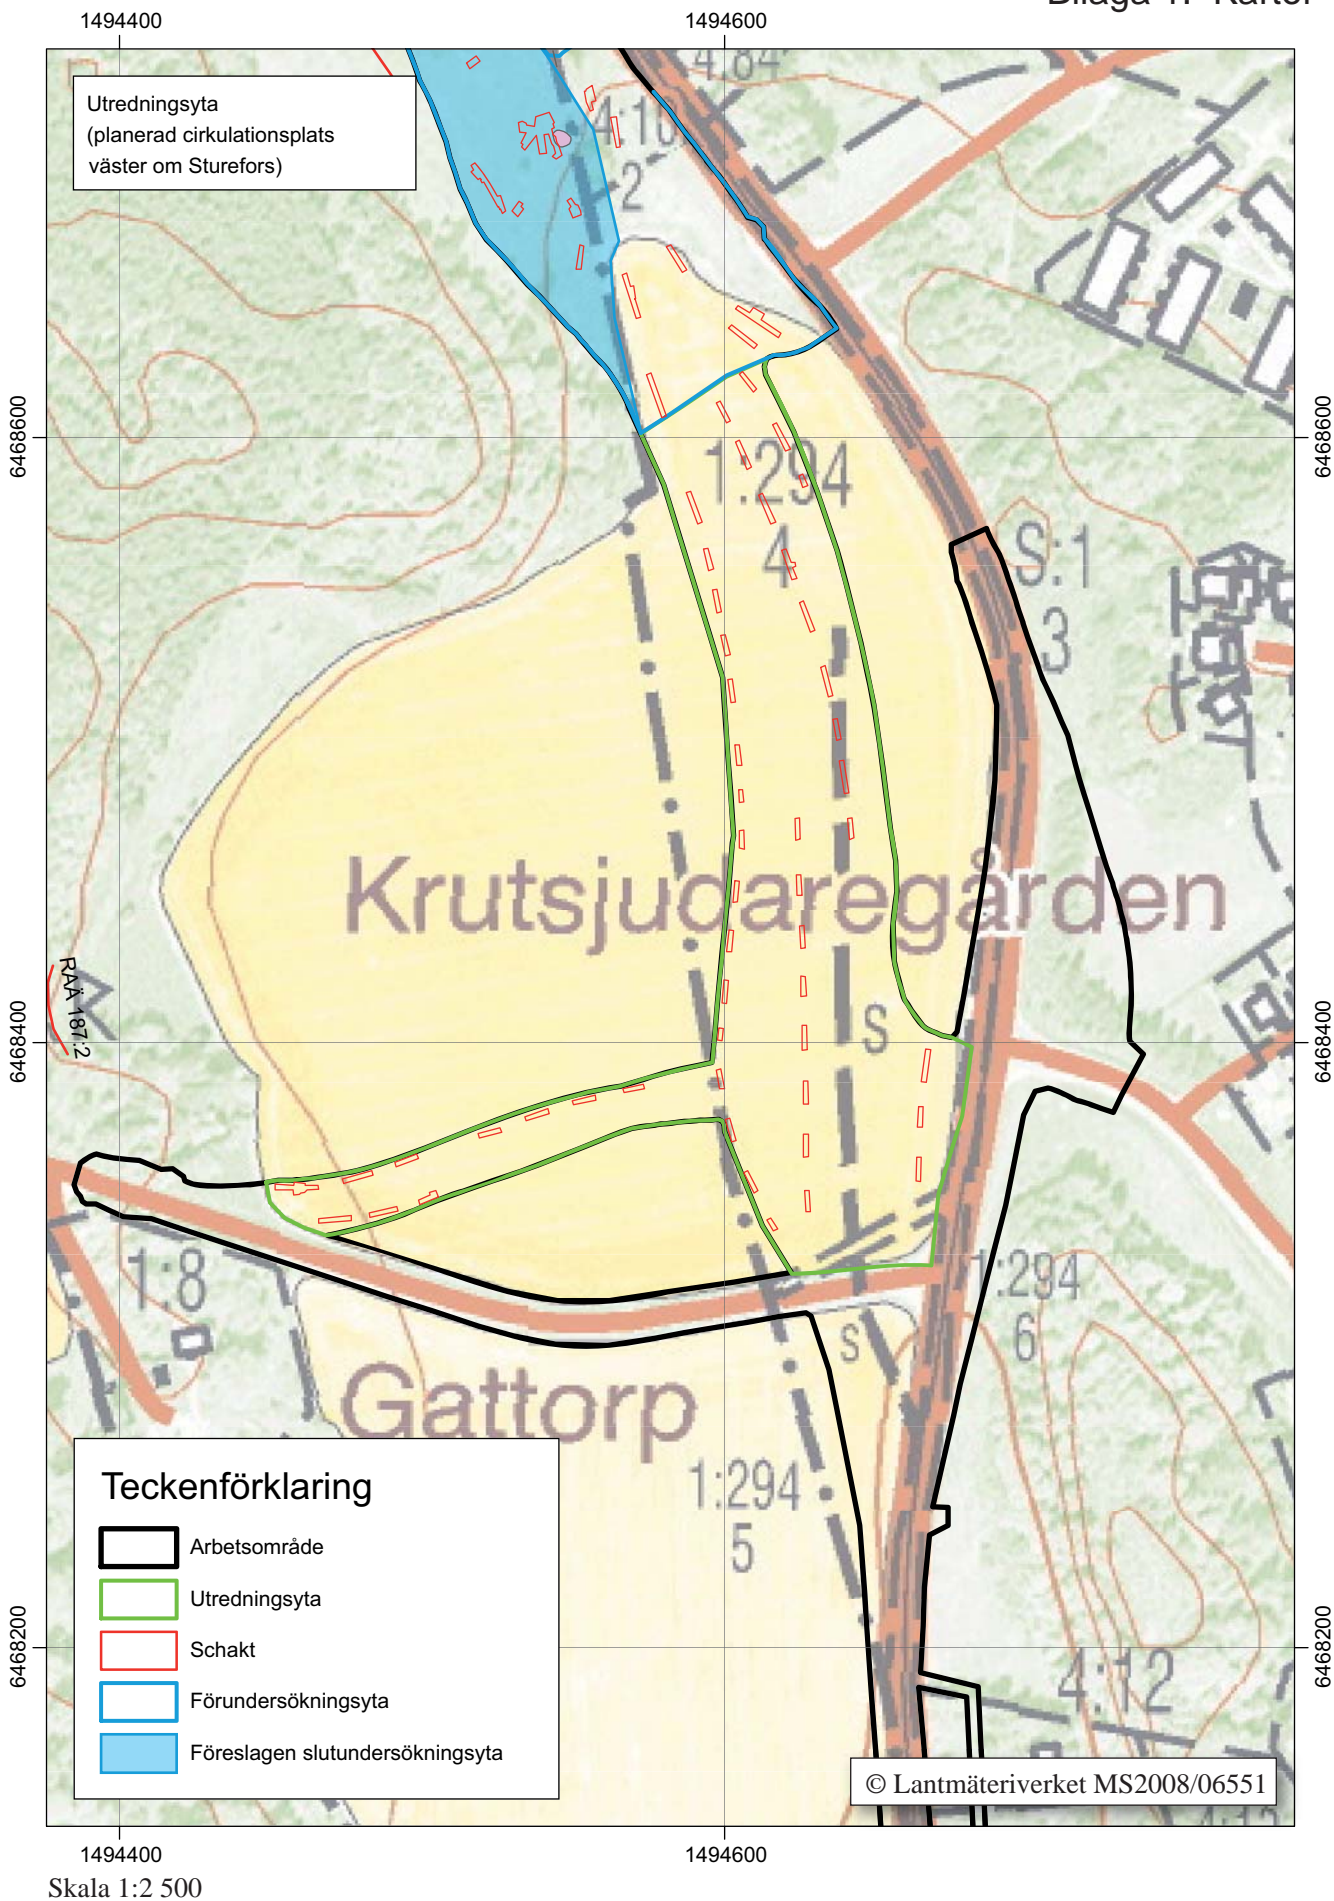 Bilaga 1. Kartor
1494400
1494600
Utredningsyta
(planerad cirkulationsplats
väster om Sturefors)
4:84
4:10
2
6468600
6468600
1:294
4
S:1
3
Krutsjudaregården
RAÄ 187:2
S
6468400
6468400
1:8
1:294
6
S
Gattorp
1:294
5
Teckenförklaring
Arbetsområde
Utredningsyta
Schakt
Förundersökningsyta
Föreslagen slutundersökningsyta
6468200
6468200
4:12
© Lantmäteriverket MS2008/06551
1494400
1494600
Skala 1:2 500